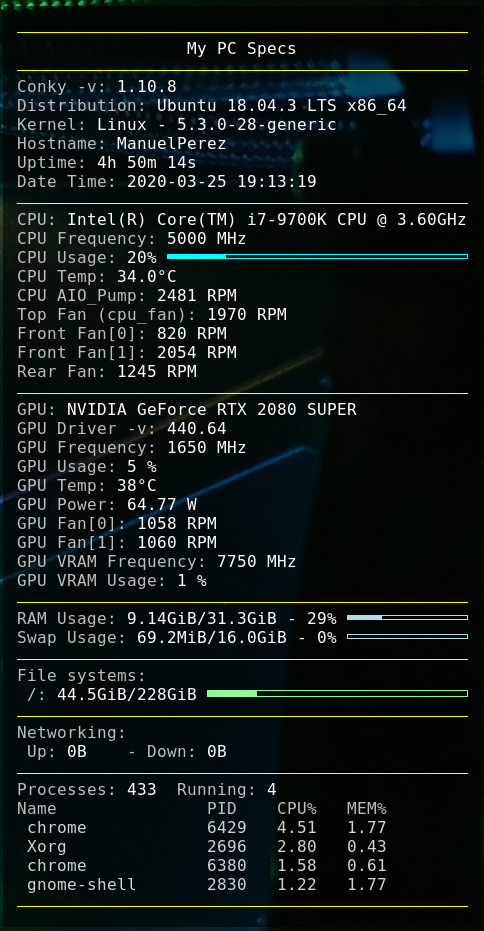 My PC Specs
Conky -v: 1.10.8
Distribution: Ubuntu 18.04.3 LTS x86_64
Kernel: Linux - 5.3.0-28-generic
Hostname: ManuelPerez
Uptime: 4h 50m 14s
Date Time: 2020-03-25 19:13:19
CPU: Intel(R) Core(TM) i7-9700K CPU @ 3.60GHz
CPU Frequency: 5000 MHz
CPU Usage: 20%
CPU Temp: 34.0°C
CPU AIO_Pump: 2481 RPM
Top Fan (cpu_fan): 1970 RPM
Front Fan[0]: 820 RPM
Front Fan[1]: 2054 RPM
Rear Fan: 1245 RPM
GPU: NVIDIA GeForce RTX 2080 SUPER
GPU Driver -v: 440.64
GPU Frequency: 1650 MHz
GPU Usage: 5 %
GPU Temp: 38°C
GPU Power: 64.77 W
GPU Fan[0]: 1058 RPM
GPU Fan[1]: 1060 RPM
GPU VRAM Frequency: 7750 MHz
GPU VRAM Usage: 1 %
RAM Usage: 9.14GiB/31.3GiB - 29%
Swap Usage: 69.2MiB/16.0GiB - 0%
File systems:
/: 44.5GiB/228GiB
Networking:
Up: 0B - Down: 0B
Processes: 433 Running: 4
Name PID CPU% MEM%
chrome 6429 4.51 1.77
Xorg 2696 2.80 0.43
chrome 6380 1.58 0.61
gnome-shell 2830 1.22 1.77